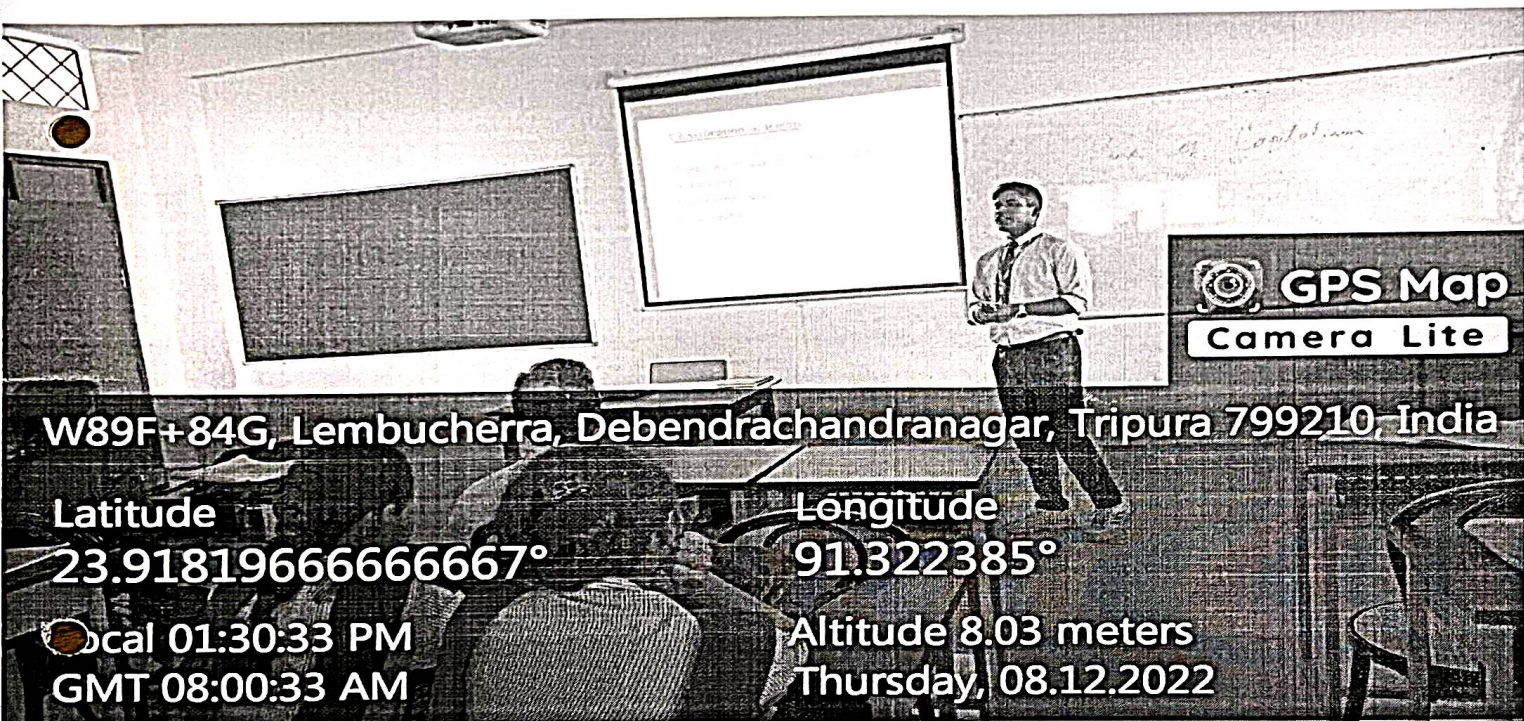 GPS Map
Camera Lite
W89F+84G, Lembucherra, Debendrachandranagar, Tripura 799210, India
Latitude
23.918196666666667°
Longitude
91.322385°
Local 01:30:33 PM
GMT 08:00:33 AM
Altitude 8.03 meters
Thursday, 08.12.2022